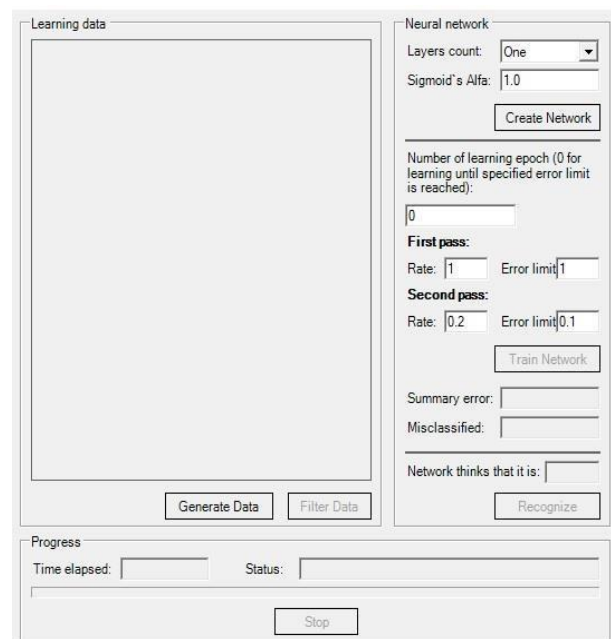 Learning data
Generate Data
Filter Data
Neural network
Layers count: One
Sigmoid`s Alfa: 1.0
Create Network
Number of learning epoch (0 for
learning until specified error limit
is reached):
0
First pass:
Rate: 1 Error limit 1
Second pass:
Rate: 0.2 Error limit 0.1
Train Network
Summary error:
Misclassified:
Network thinks that it is:
Recognize
Progress
Time elapsed: Status:
Stop